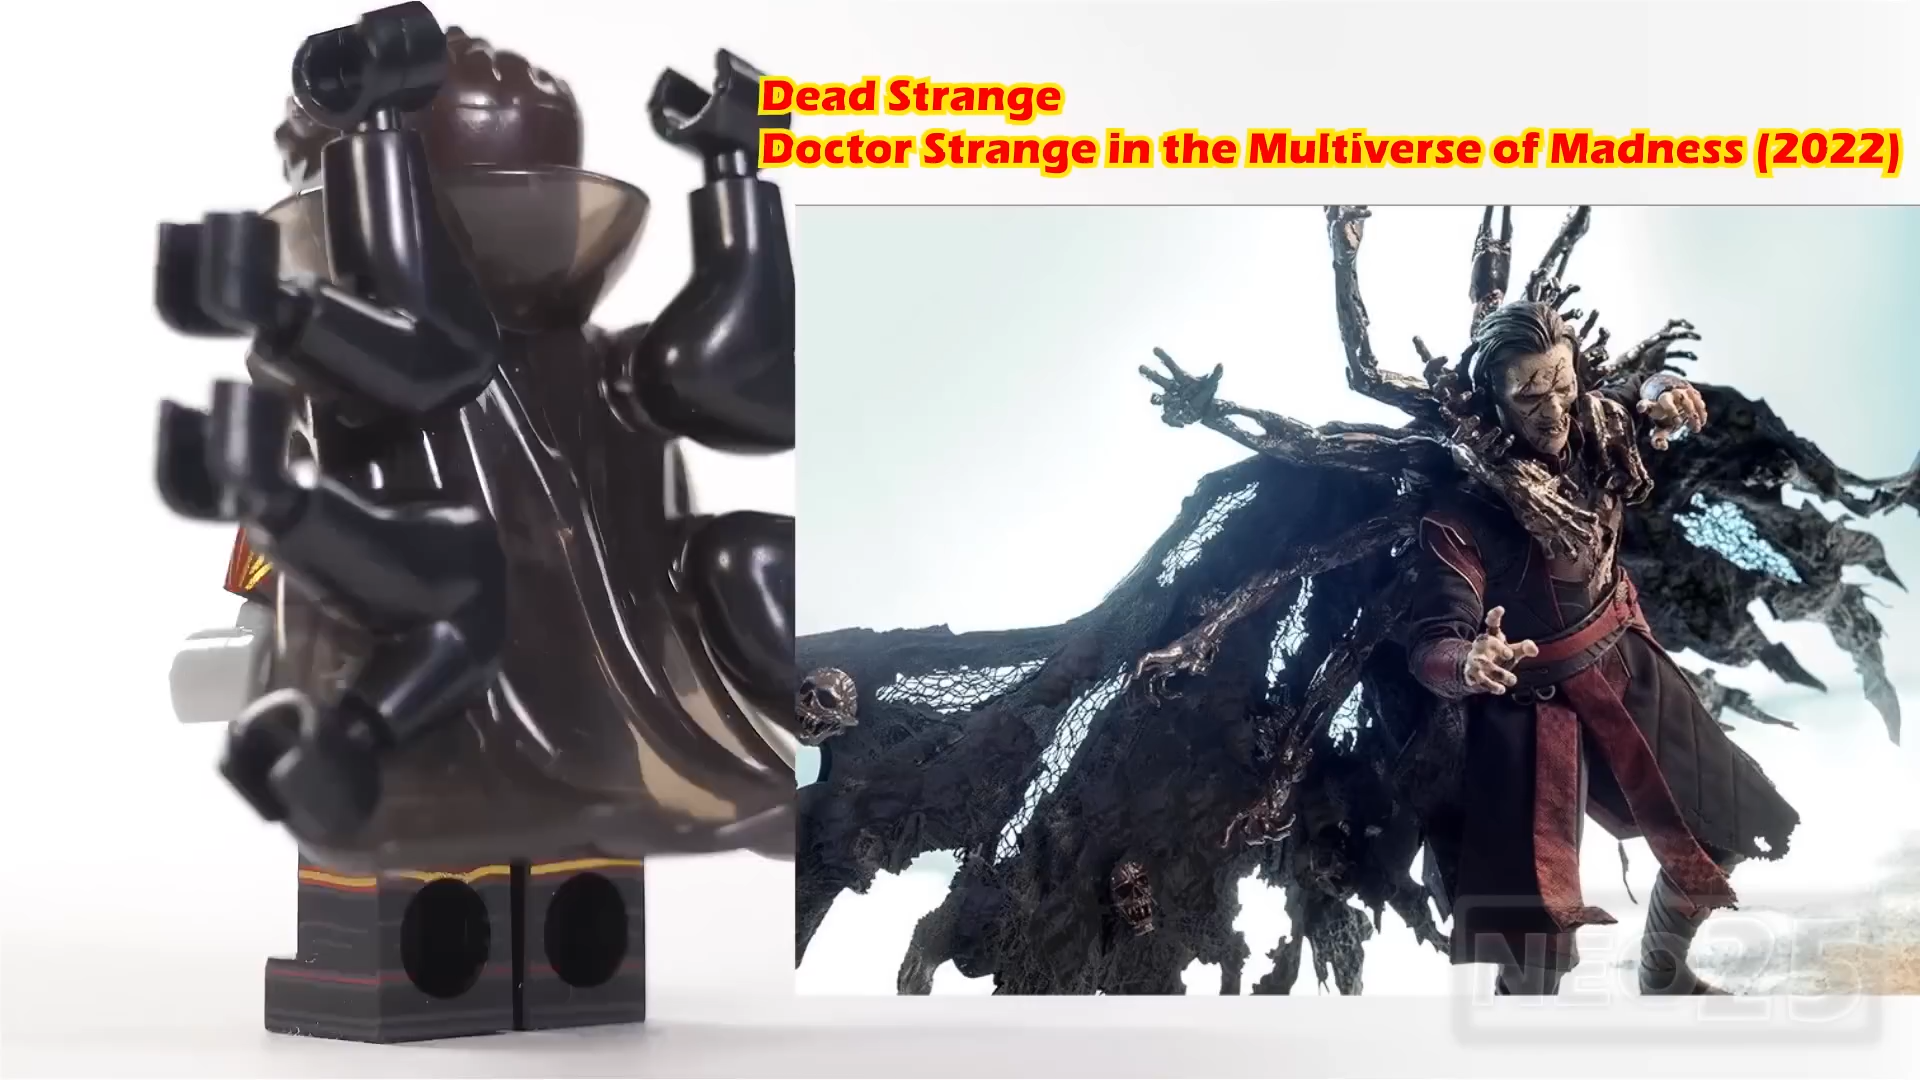 Dead Strange
Doctor Strange in the Multiverse of Madness (2022)
NEO25